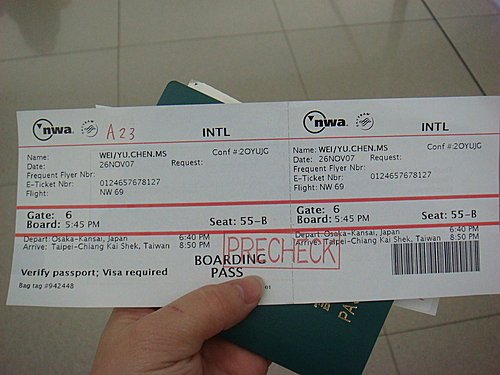 nwa A23 INTL
Name: WEI/YU.CHEN.MS Conf #:2OYUJG
Date: 26NOV07 Request:
Frequent Flyer Nbr:
E-Ticket Nbr: 0124657678127
Flight: NW 69
Gate: 6
Board: 5:45 PM Seat: 55-B
Depart: Osaka-Kansai, Japan 6:40 PM
Arrive: Taipei-Chiang Kai Shek, Taiwan 8:50 PM
PRECHECK
BOARDING
PASS
Verify passport; Visa required
Bag tag #942448
01
nwa INTL
Name: WEI/YU.CHEN.MS Conf #:2OYUJG
Date: 26NOV07 Request:
Frequent Flyer Nbr:
E-Ticket Nbr: 0124657678127
Flight: NW 69
Gate: 6
Board: 5:45 PM Seat: 55-B
Depart: Osaka-Kansai, Japan 6:40 PM
Arrive: Taipei-Chiang Kai Shek, Taiwan 8:50 PM